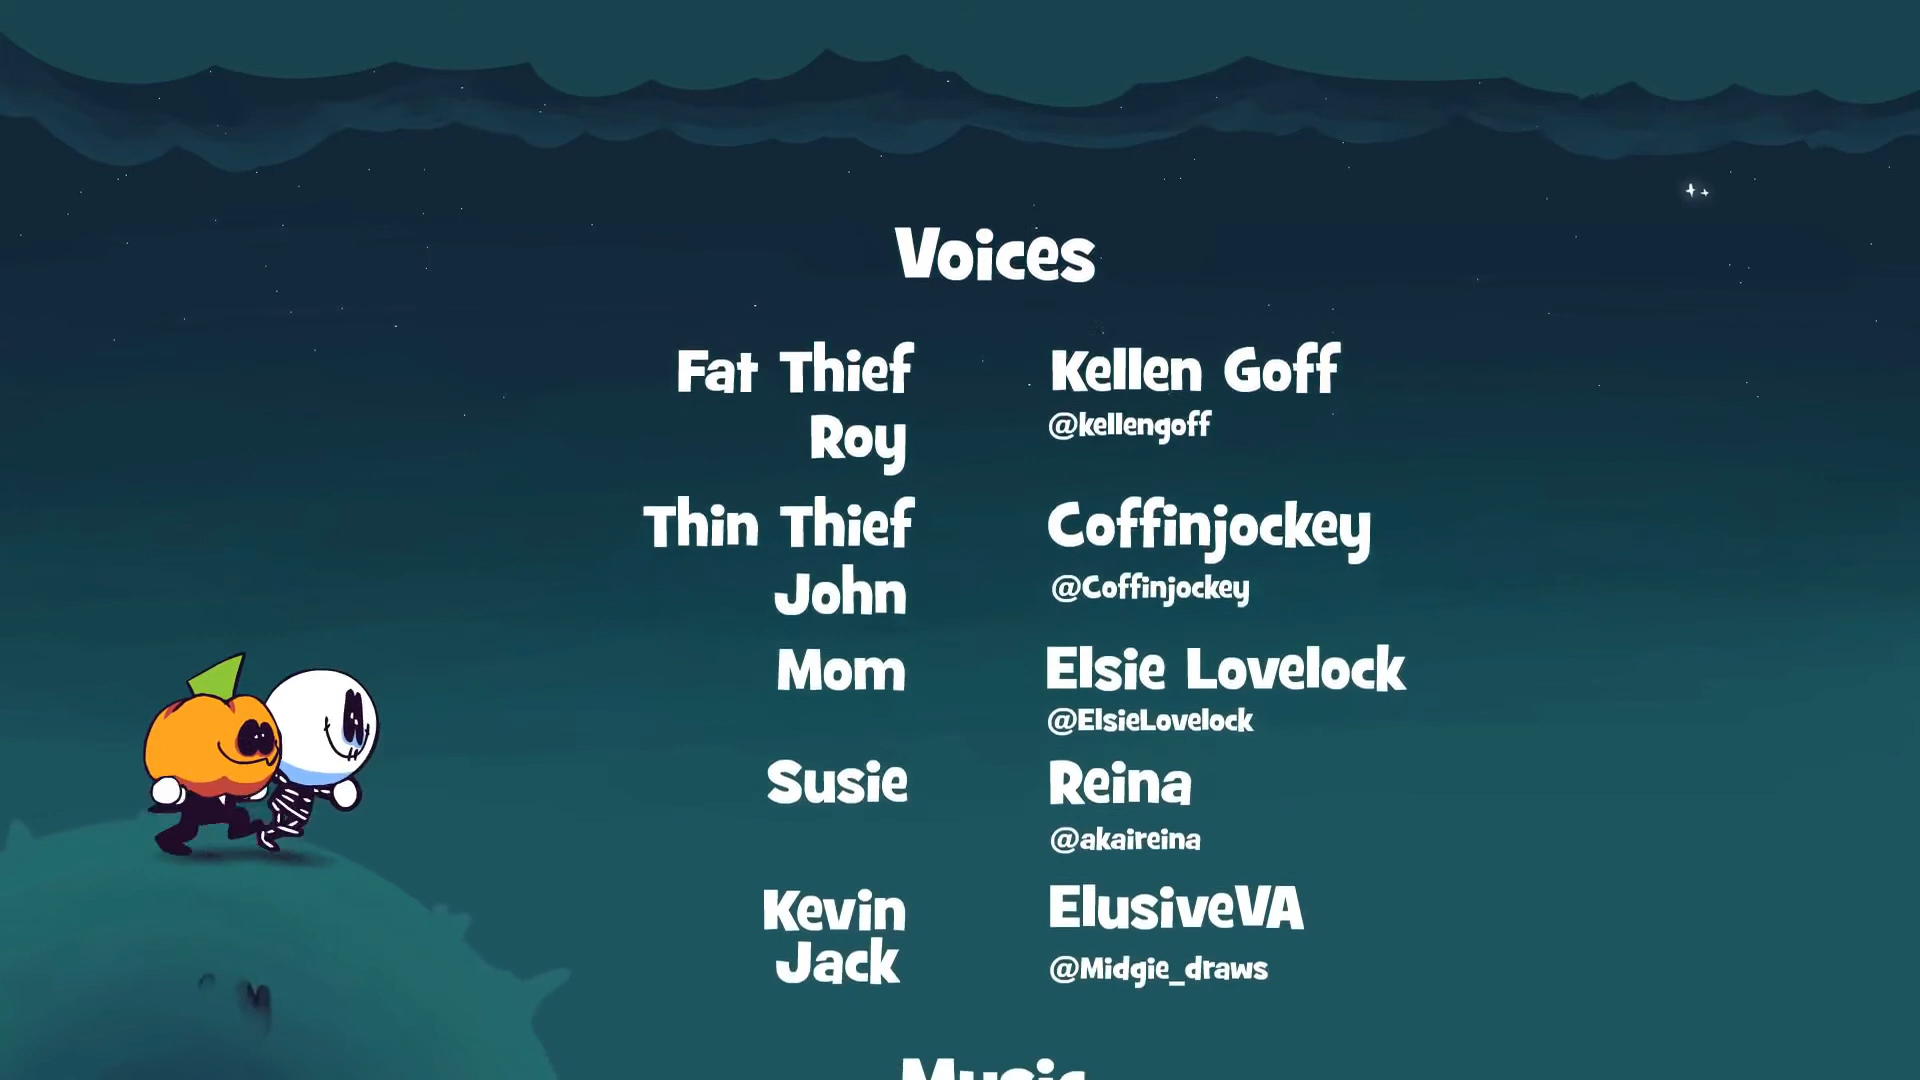 Voices
Fat Thief Kellen Goff
@kellengoff
Roy
Thin Thief Coffinjockey
@Coffinjockey
John
Mom Elsie Lovelock
@ElsieLovelock
Susie Reina
@akaireina
Kevin ElusiveVA
Jack @Midgie_draws
Music